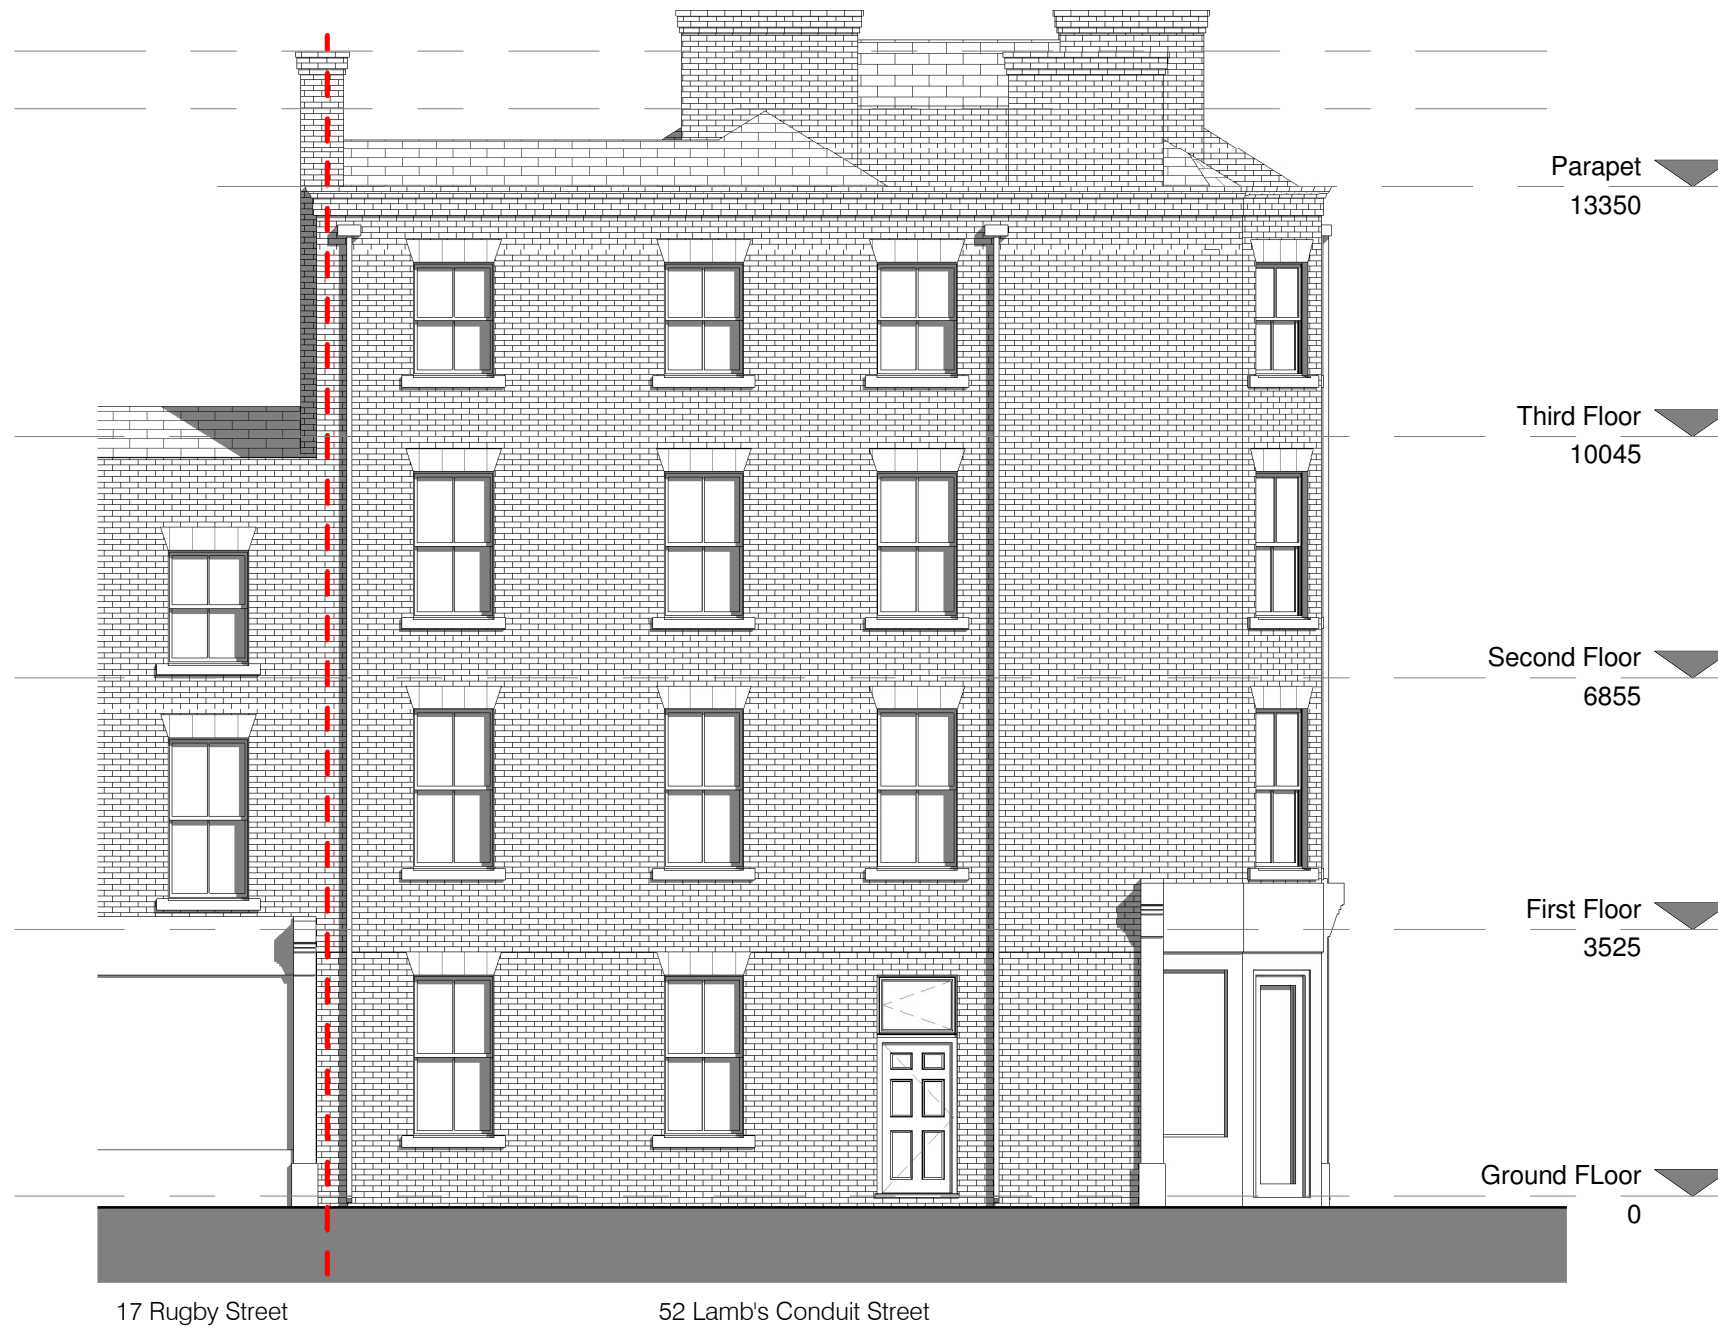 Parapet
13350
Third Floor
10045
Second Floor
6855
First Floor
3525
Ground FLoor
0
17 Rugby Street
52 Lamb's Conduit Street